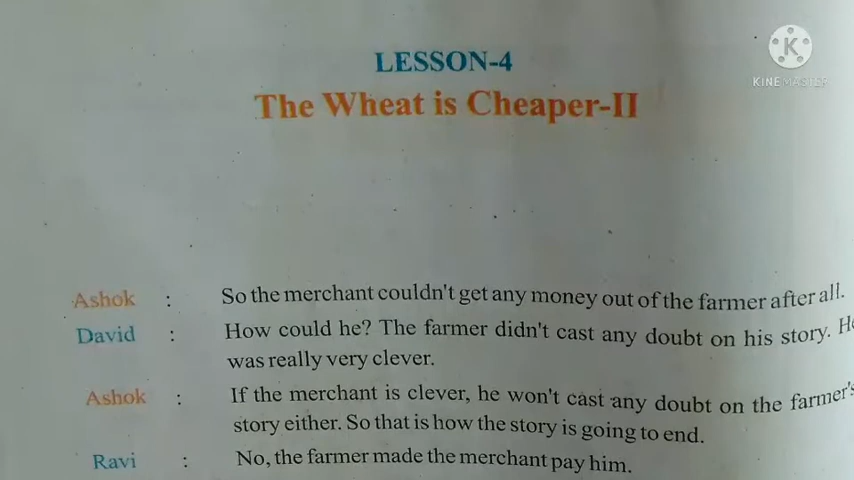 K
KINEMASTER
LESSON-4
The Wheat is Cheaper-II
Ashok : So the merchant couldn't get any money out of the farmer after all.
David : How could he? The farmer didn't cast any doubt on his story. He
was really very clever.
Ashok : If the merchant is clever, he won't cast any doubt on the farmer's
story either. So that is how the story is going to end.
Ravi : No, the farmer made the merchant pay him.